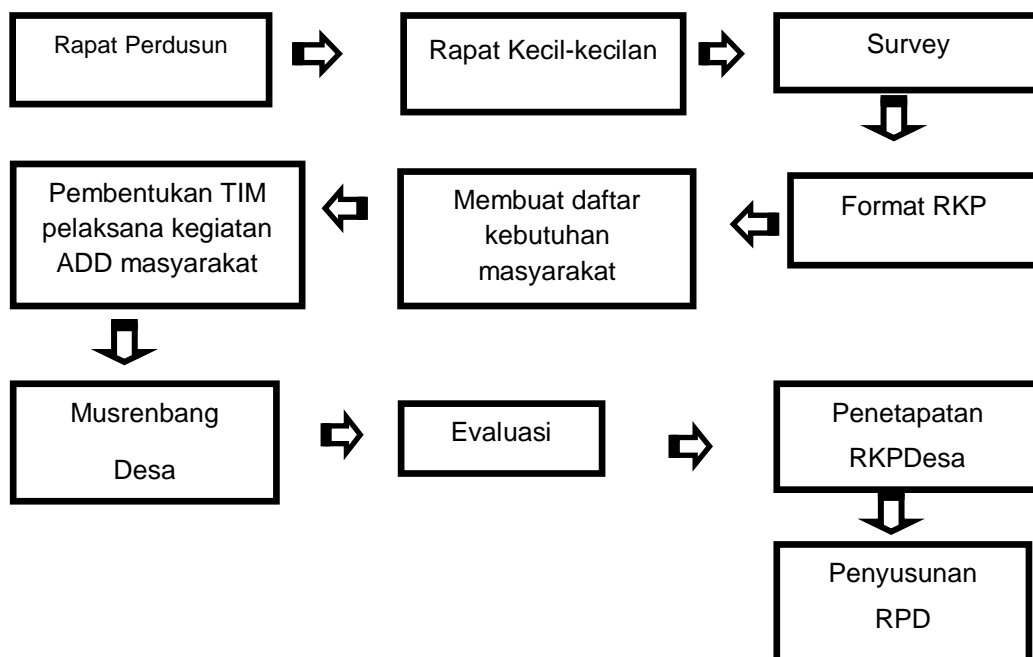 Rapat Perdusun
Rapat Kecil-kecilan
Survey
Format RKP
Membuat daftar
kebutuhan
masyarakat
Pembentukan TIM
pelaksana kegiatan
ADD masyarakat
Musrenbang
Desa
Evaluasi
Penetapatan
RKPDesa
Penyusunan
RPD